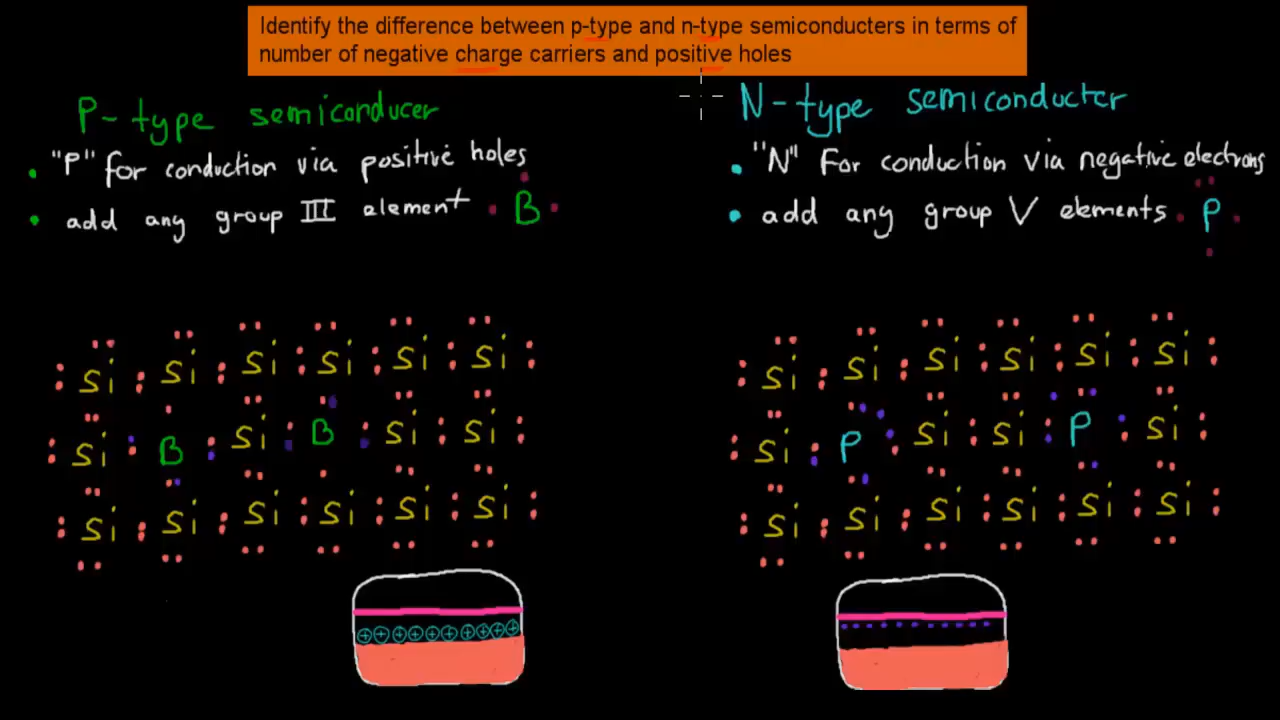 Identify the difference between p-type and n-type semiconducters in terms of
number of negative charge carriers and positive holes
P-type semiconducer
• "P" for conduction via positive holes
• add any group III element B
N-type semiconducter
• "N" For conduction via negative electrons
• add any group V elements P
Si Si Si Si Si Si
Si B Si B Si Si
Si Si Si Si Si Si
Si Si Si Si Si Si
Si P Si Si P Si
Si Si Si Si Si Si
+ + + + + + + + + +
- - - - - - - - - -